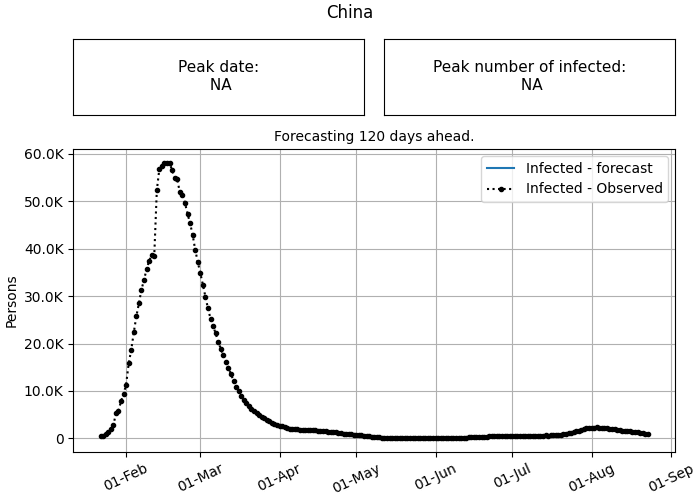 China
Peak date:
NA
Peak number of infected:
NA
Forecasting 120 days ahead.
Infected - forecast
Infected - Observed
Persons
60.0K
50.0K
40.0K
30.0K
20.0K
10.0K
0
01-Feb
01-Mar
01-Apr
01-May
01-Jun
01-Jul
01-Aug
01-Sep